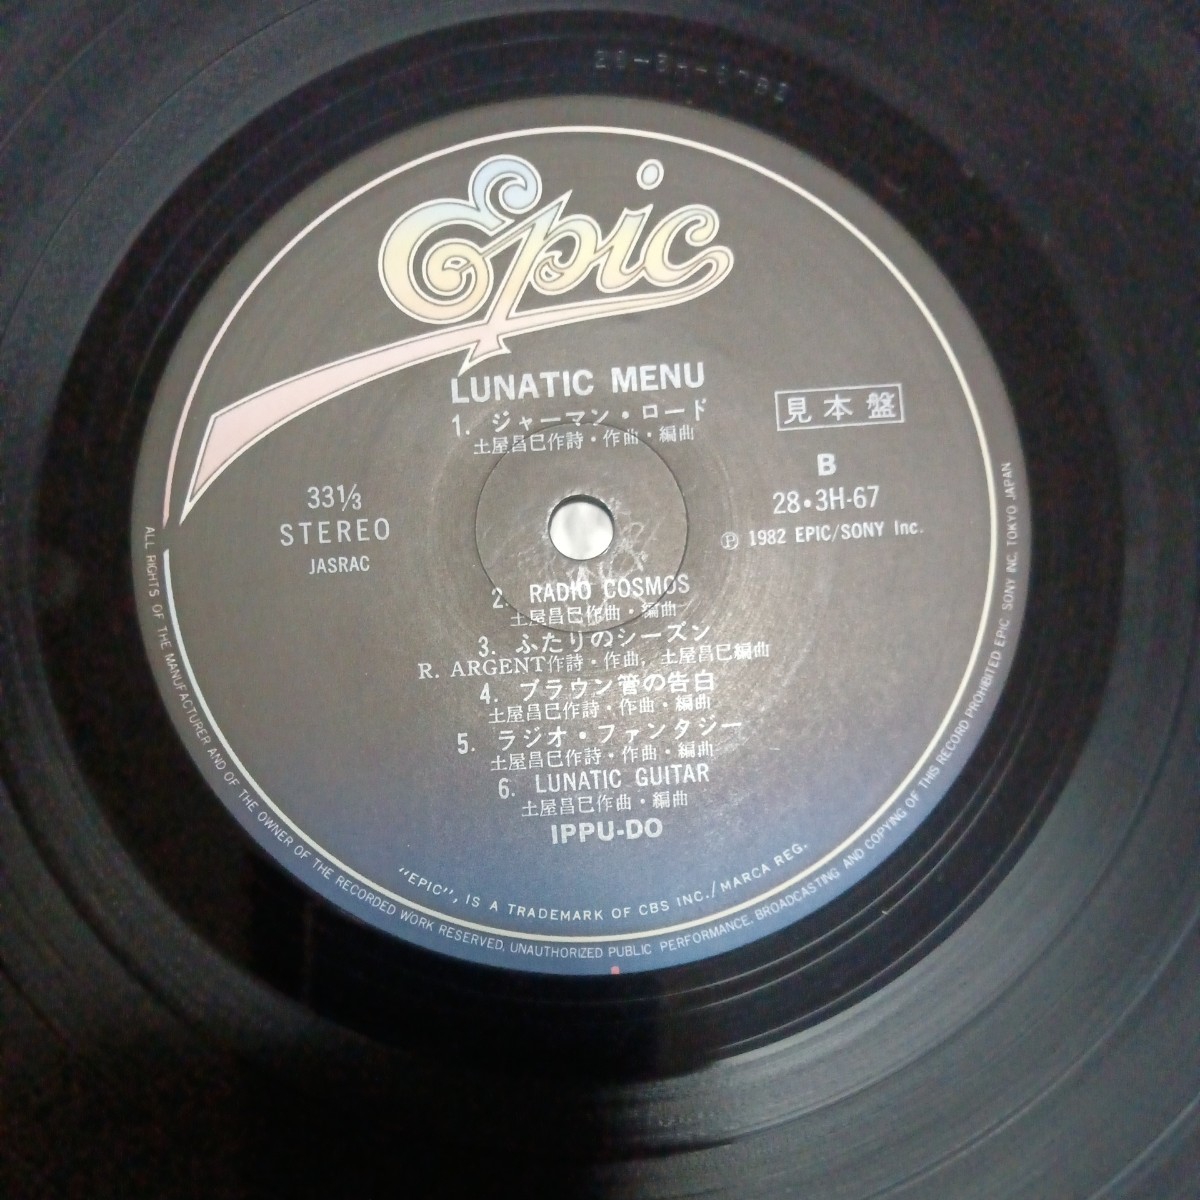 Epic
LUNATIC MENU
1. ジャーマン・ロード
土屋昌巳作詩・作曲・編曲
見本盤
B
28・3H-67
Ⓟ 1982 EPIC/SONY Inc.
33⅓
STEREO
JASRAC
2. RADIO COSMOS
土屋昌巳作曲・編曲
3. ふたりのシーズン
R. ARGENT作詩・作曲, 土屋昌巳編曲
4. ブラウン管の告白
土屋昌巳作詩・作曲・編曲
5. ラジオ・ファンタジー
土屋昌巳作詩・作曲・編曲
6. LUNATIC GUITAR
土屋昌巳作曲・編曲
IPPU-DO
"EPIC", IS A TRADEMARK OF CBS INC./MARCA REG.
ALL RIGHTS OF THE MANUFACTURER AND OF THE OWNER OF THE RECORDED WORK RESERVED, UNAUTHORIZED PUBLIC PERFORMANCE, BROADCASTING AND COPYING OF THIS RECORD PROHIBITED EPIC SONY INC. TOKYO JAPAN